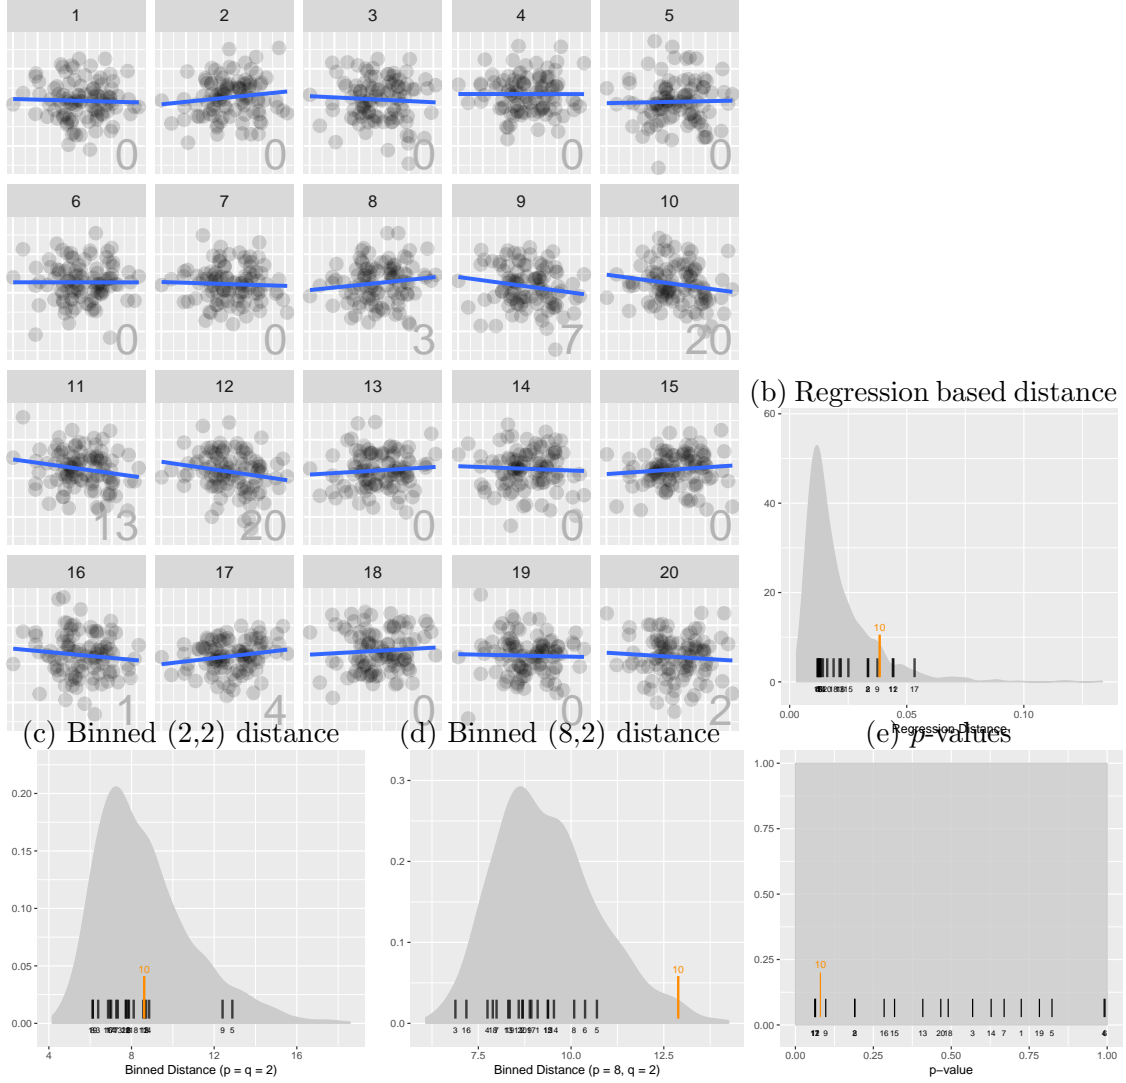 1 2 3 4 5
0 0 0 0 0
6 7 8 9 10
0 0 3 7 20
11 12 13 14 15
13 20 0 0 0
16 17 18 19 20
1 4 0 0 2
(b) Regression based distance
60
40
20
0
10
18 15 9 17
0.00 0.05 0.10
Regression Distance
(c) Binned (2,2) distance
0.20
0.15
0.10
0.05
0.00
10
9 5
4 8 12 16
Binned Distance (p = q = 2)
(d) Binned (8,2) distance
0.3
0.2
0.1
0.0
10
3 16 4 7 1 14 8 6 5
7.5 10.0 12.5
Binned Distance (p = 8, q = 2)
(e) p-values
1.00
0.75
0.50
0.25
0.00
10
9 16 15 13 20 18 3 14 7 1 19 5
0.00 0.25 0.50 0.75 1.00
p-value